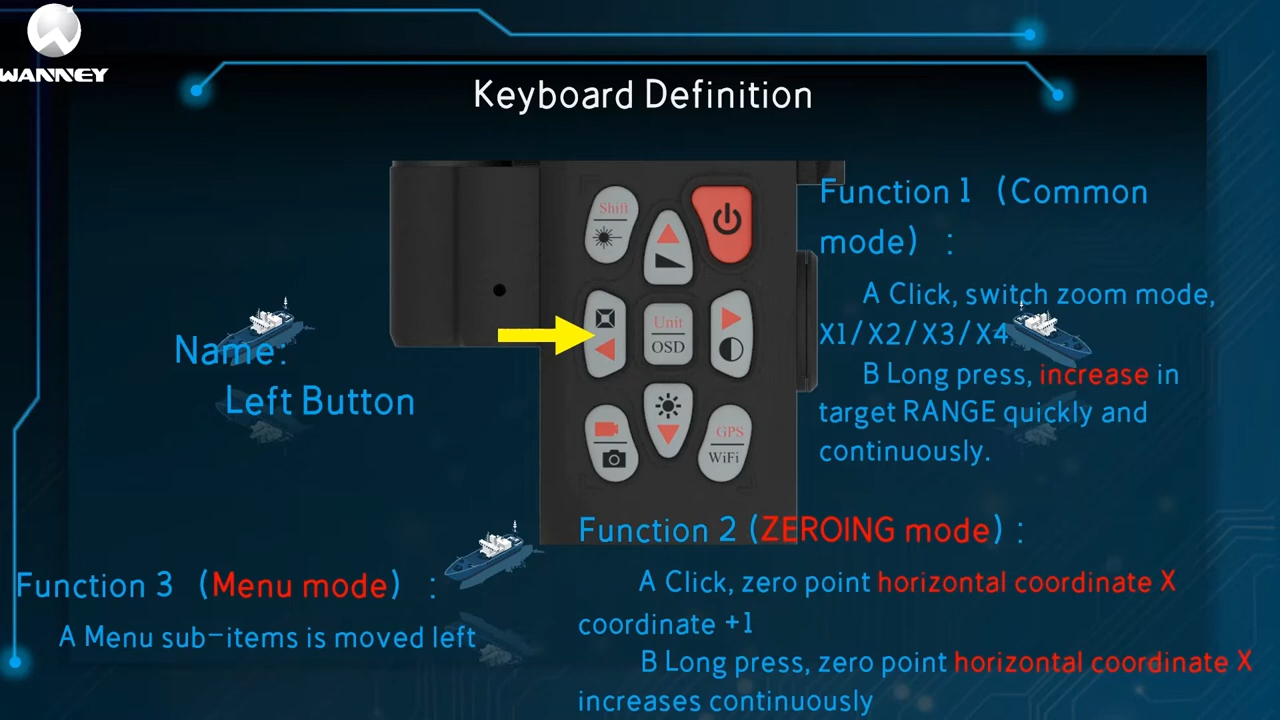 WANNEY
Keyboard Definition
Shift
Unit
OSD
GPS
WiFi
Name:
Left Button
Function 1 (Common
mode) :
A Click, switch zoom mode,
X1/X2/X3/X4
B Long press, increase in
target RANGE quickly and
continuously.
Function 2 (ZEROING mode) :
A Click, zero point horizontal coordinate X
coordinate +1
B Long press, zero point horizontal coordinate X
increases continuously
Function 3 (Menu mode) :
A Menu sub-items is moved left